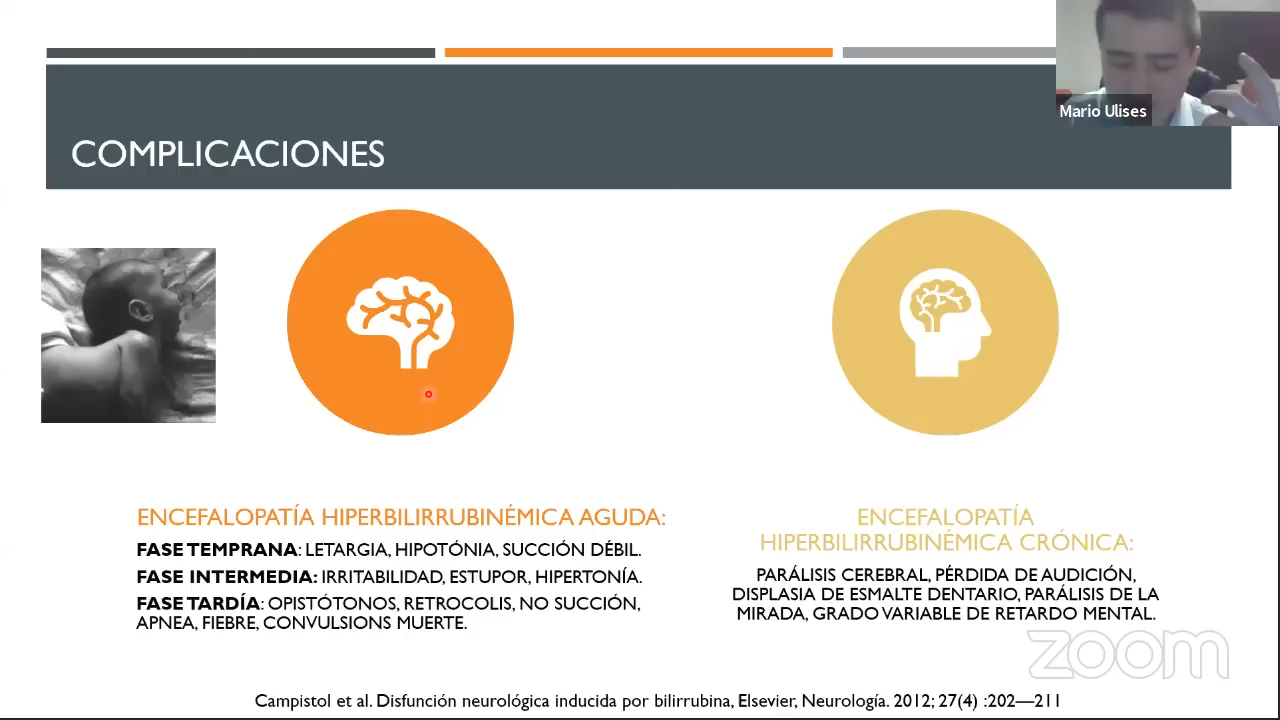 Mario Ulises
COMPLICACIONES
ENCEFALOPATÍA HIPERBILIRRUBINÉMICA AGUDA:
FASE TEMPRANA: LETARGIA, HIPOTÓNIA, SUCCIÓN DÉBIL.
FASE INTERMEDIA: IRRITABILIDAD, ESTUPOR, HIPERTONÍA.
FASE TARDÍA: OPISTÓTONOS, RETROCOLIS, NO SUCCIÓN,
APNEA, FIEBRE, CONVULSIONS MUERTE.
ENCEFALOPATÍA
HIPERBILIRRUBINÉMICA CRÓNICA:
PARÁLISIS CEREBRAL, PÉRDIDA DE AUDICIÓN,
DISPLASIA DE ESMALTE DENTARIO, PARÁLISIS DE LA
MIRADA, GRADO VARIABLE DE RETARDO MENTAL.
zoom
Campistol et al. Disfunción neurológica inducida por bilirrubina, Elsevier, Neurología. 2012; 27(4) :202—211